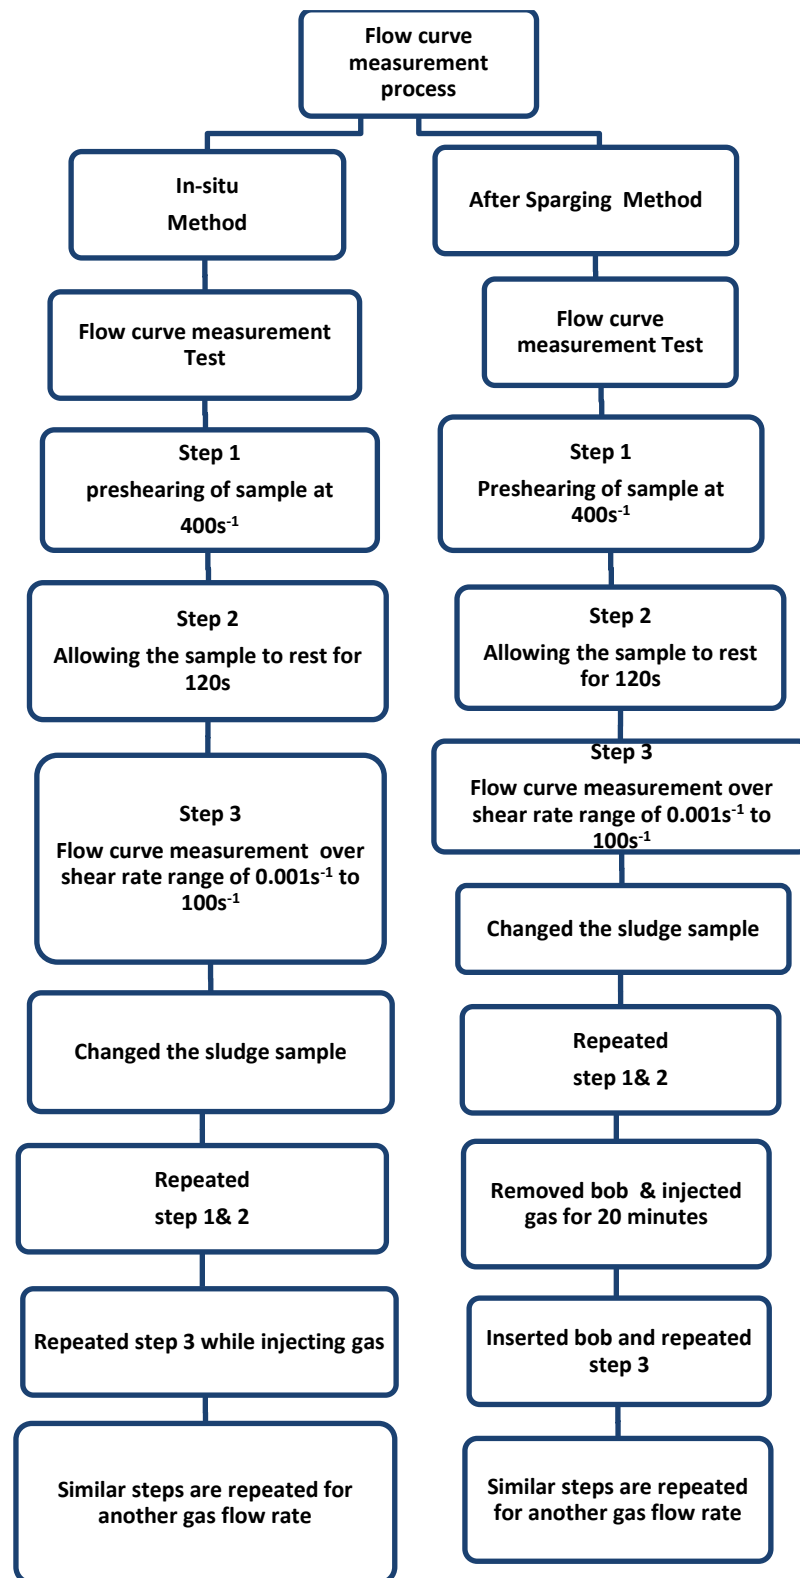 Flow curve
measurement
process
In-situ
Method
Flow curve measurement
Test
Step 1
preshearing of sample at
400s⁻¹
Step 2
Allowing the sample to rest for
120s
Step 3
Flow curve measurement over
shear rate range of 0.001s⁻¹ to
100s⁻¹
Changed the sludge sample
Repeated
step 1& 2
Repeated step 3 while injecting gas
Similar steps are repeated for
another gas flow rate
After Sparging Method
Flow curve
measurement Test
Step 1
Preshearing of sample at
400s⁻¹
Step 2
Allowing the sample to rest
for 120s
Step 3
Flow curve measurement over
shear rate range of 0.001s⁻¹ to
100s⁻¹
Changed the sludge sample
Repeated
step 1& 2
Removed bob & injected
gas for 20 minutes
Inserted bob and repeated
step 3
Similar steps are repeated
for another gas flow rate